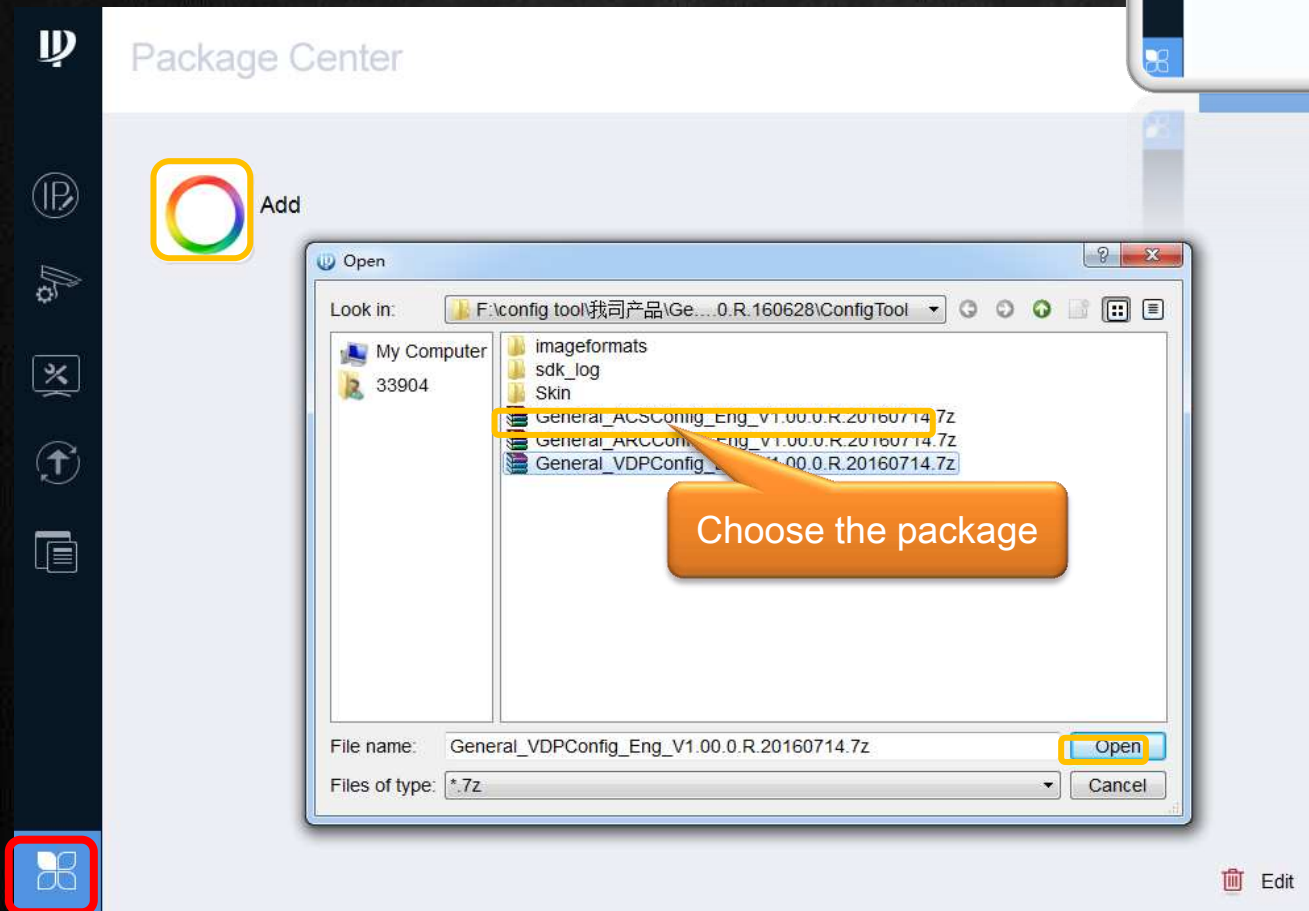 Package Center
Add
Open
Look in:
F:\config tool\我司产品\Ge....0.R.160628\ConfigTool
My Computer
33904
imageformats
sdk_log
Skin
General_ACSConfig_Eng_V1.00.0.R.20160714.7z
General_ARCConfig_Eng_V1.00.0.R.20160714.7z
General_VDPConfig_ V1.00.0.R.20160714.7z
Choose the package
File name: General_VDPConfig_Eng_V1.00.0.R.20160714.7z
Open
Files of type: *.7z
Cancel
Edit